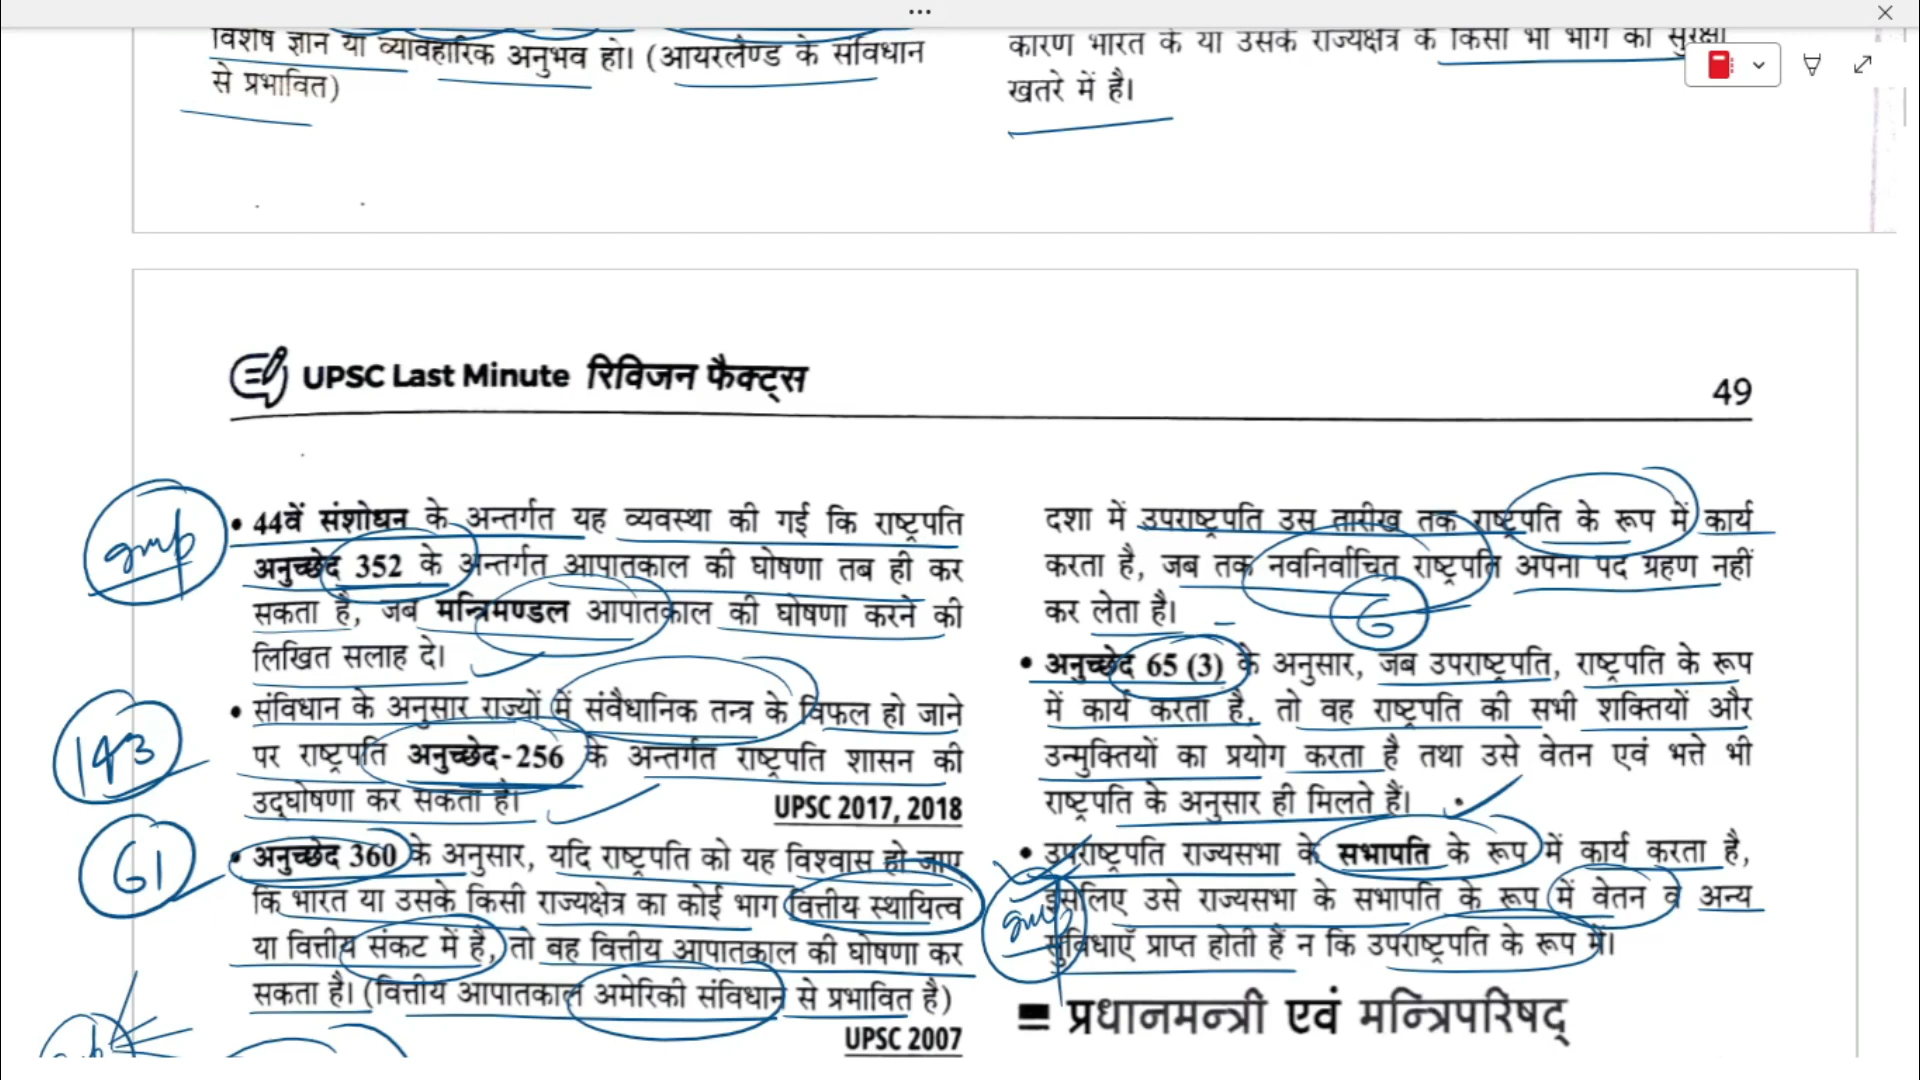 विशेष ज्ञान या व्यावहारिक अनुभव हो। (आयरलैण्ड के संविधान
से प्रभावित)
कारण भारत के या उसके राज्यक्षेत्र के किसी भी भाग की सुरक्षा
खतरे में है।
UPSC Last Minute रिविजन फैक्ट्स
49
imp
• 44वें संशोधन के अन्तर्गत यह व्यवस्था की गई कि राष्ट्रपति
अनुच्छेद 352 के अन्तर्गत आपातकाल की घोषणा तब ही कर
सकता है, जब मन्त्रिमण्डल आपातकाल की घोषणा करने की
लिखित सलाह दे।
143
• संविधान के अनुसार राज्यों में संवैधानिक तन्त्र के विफल हो जाने
पर राष्ट्रपति अनुच्छेद-256 के अन्तर्गत राष्ट्रपति शासन की
उद्घोषणा कर सकता है।
UPSC 2017, 2018
61
• अनुच्छेद 360 के अनुसार, यदि राष्ट्रपति को यह विश्वास हो जाए
कि भारत या उसके किसी राज्यक्षेत्र का कोई भाग वित्तीय स्थायित्व
या वित्तीय संकट में है, तो वह वित्तीय आपातकाल की घोषणा कर
सकता है। (वित्तीय आपातकाल अमेरिकी संविधान से प्रभावित है)
UPSC 2007
दशा में उपराष्ट्रपति उस तारीख तक राष्ट्रपति के रूप में कार्य
करता है, जब तक नवनिर्वाचित राष्ट्रपति अपना पद ग्रहण नहीं
कर लेता है।
6
• अनुच्छेद 65 (3) के अनुसार, जब उपराष्ट्रपति, राष्ट्रपति के रूप
में कार्य करता है, तो वह राष्ट्रपति की सभी शक्तियों और
उन्मुक्तियों का प्रयोग करता है तथा उसे वेतन एवं भत्ते भी
राष्ट्रपति के अनुसार ही मिलते हैं।
• उपराष्ट्रपति राज्यसभा के सभापति के रूप में कार्य करता है,
इसलिए उसे राज्यसभा के सभापति के रूप में वेतन व अन्य
सुविधाएँ प्राप्त होती हैं न कि उपराष्ट्रपति के रूप में।
imp
प्रधानमन्त्री एवं मन्त्रिपरिषद्